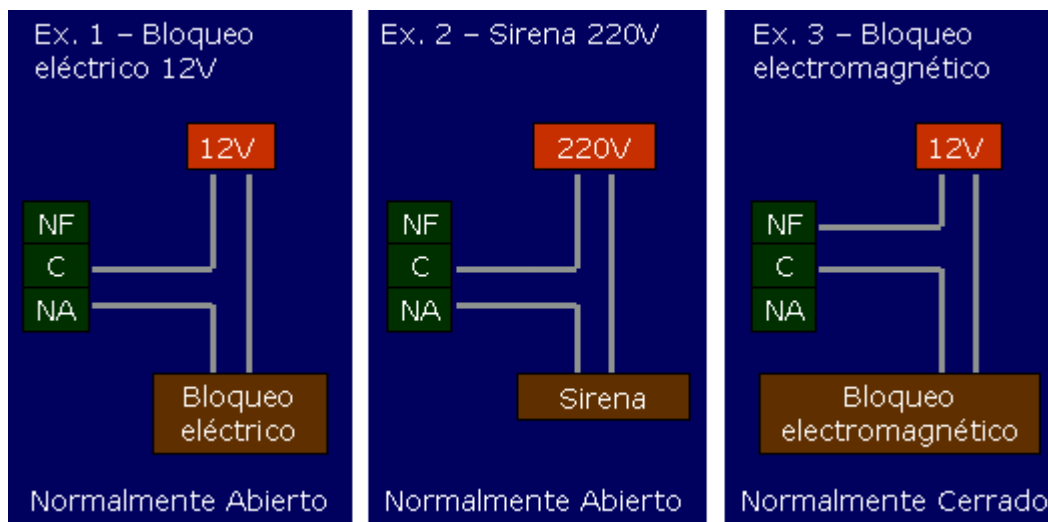 Ex. 1 – Bloqueo
eléctrico 12V
12V
NF
C
NA
Bloqueo
eléctrico
Normalmente Abierto
Ex. 2 – Sirena 220V
220V
NF
C
NA
Sirena
Normalmente Abierto
Ex. 3 – Bloqueo
electromagnético
12V
NF
C
NA
Bloqueo
electromagnético
Normalmente Cerrado